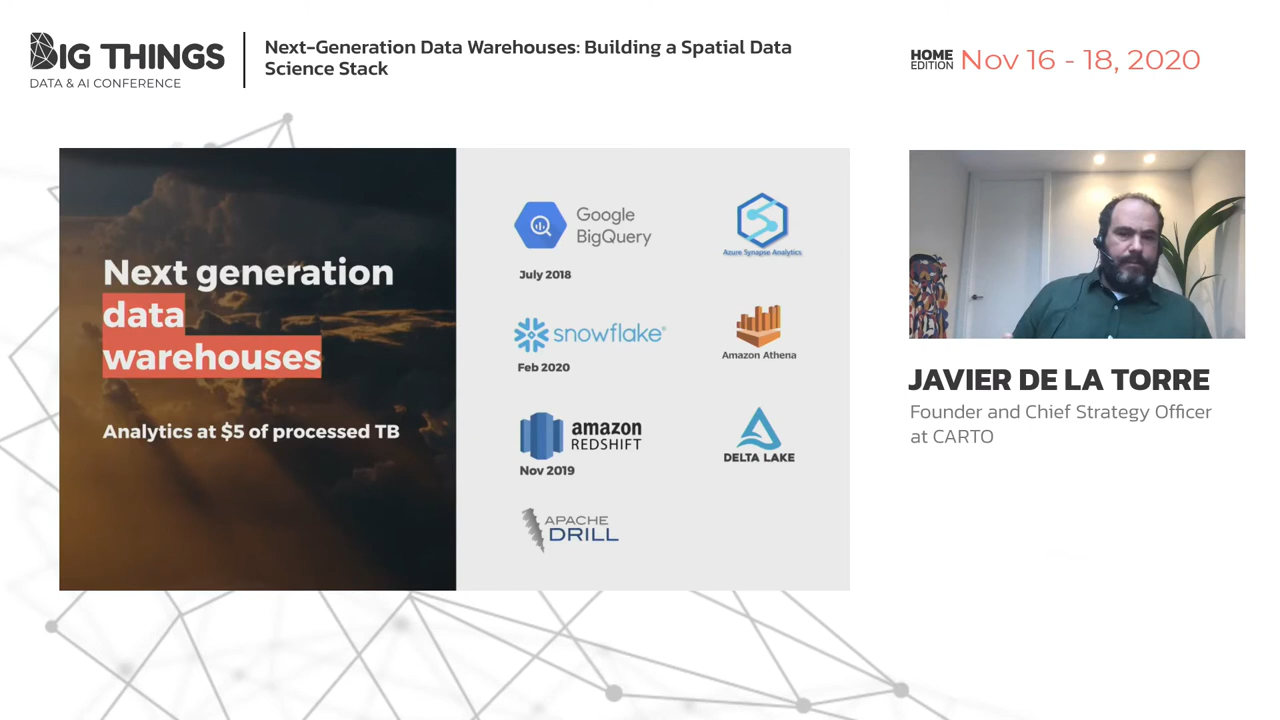 BIG THINGS
DATA & AI CONFERENCE
Next-Generation Data Warehouses: Building a Spatial Data
Science Stack
HOME
EDITION
Nov 16 - 18, 2020
Next generation
data
warehouses
Analytics at $5 of processed TB
Google
BigQuery
July 2018
Azure Synapse Analytics
snowflake®
Feb 2020
Amazon Athena
amazon
REDSHIFT
Nov 2019
DELTA LAKE
APACHE
DRILL
JAVIER DE LA TORRE
Founder and Chief Strategy Officer
at CARTO